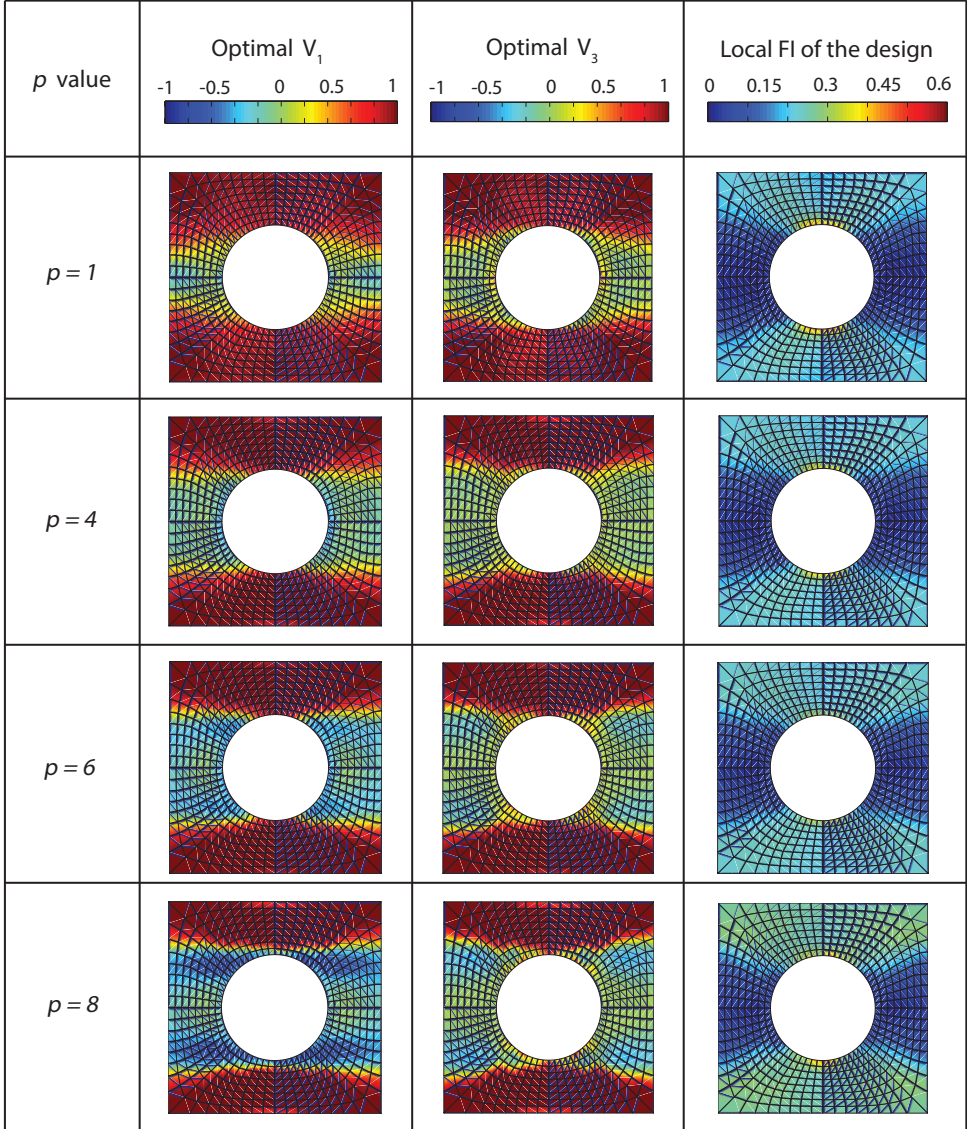 p value
Optimal V1
-1 -0.5 0 0.5 1
Optimal V3
-1 -0.5 0 0.5 1
Local FI of the design
0 0.15 0.3 0.45 0.6
p = 1
p = 4
p = 6
p = 8